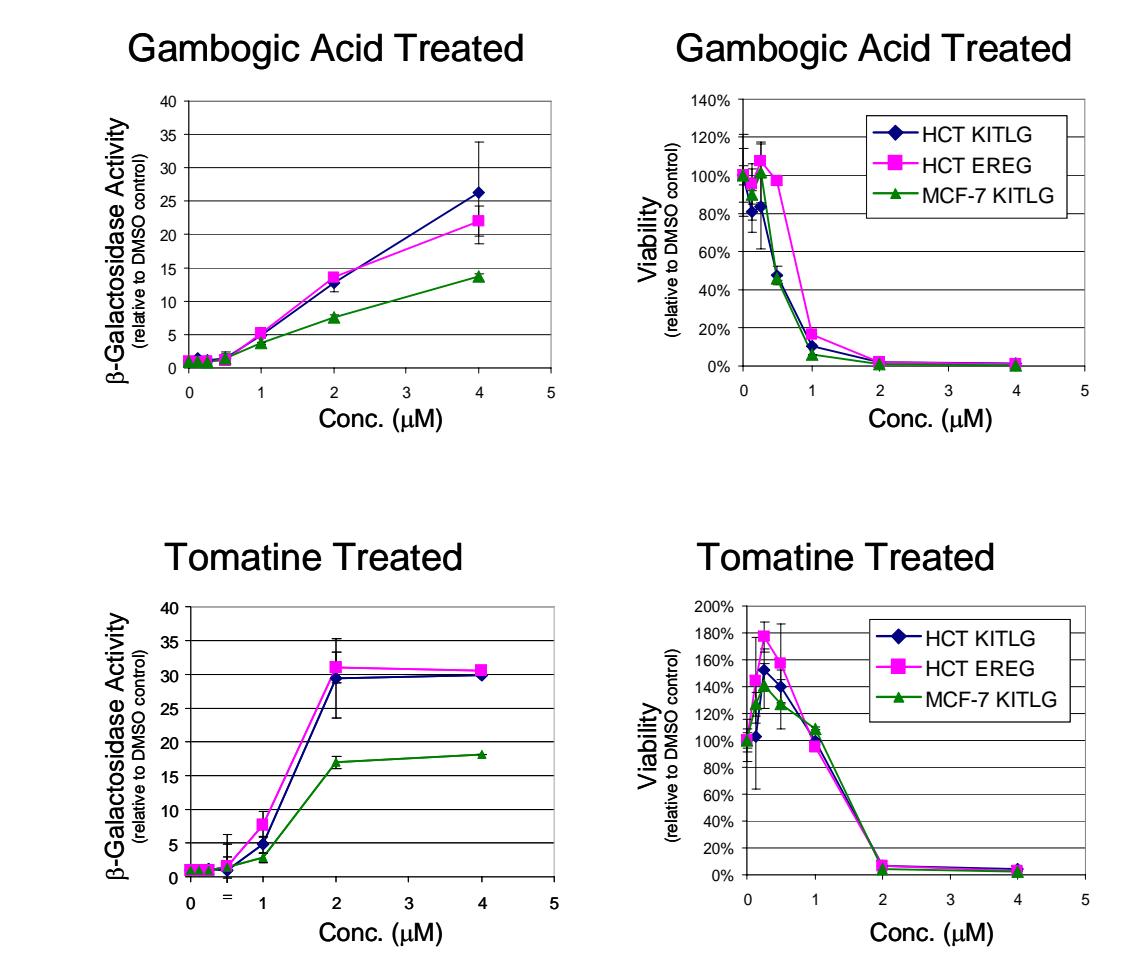 Gambogic Acid Treated
β-Galactosidase Activity
(relative to DMSO control)
40
35
30
25
20
15
10
5
0
0 1 2 3 4 5
Conc. (μM)
Gambogic Acid Treated
Viability
(relative to DMSO control)
140%
120%
100%
80%
60%
40%
20%
0%
HCT KITLG
HCT EREG
MCF-7 KITLG
0 1 2 3 4 5
Conc. (μM)
Tomatine Treated
β-Galactosidase Activity
(relative to DMSO control)
40
35
30
25
20
15
10
5
0
0 1 2 3 4 5
Conc. (μM)
Tomatine Treated
Viability
(relative to DMSO control)
200%
180%
160%
140%
120%
100%
80%
60%
40%
20%
0%
HCT KITLG
HCT EREG
MCF-7 KITLG
0 1 2 3 4 5
Conc. (μM)